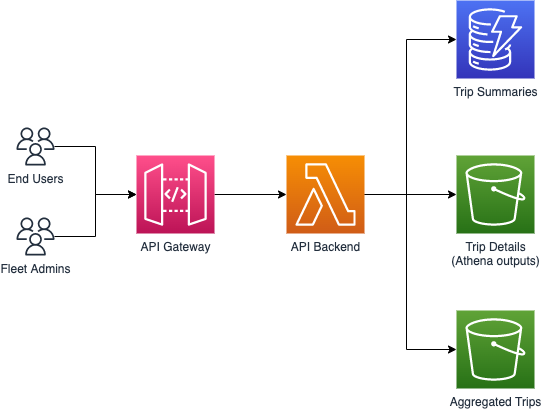 Trip Summaries
End Users
</>
API Gateway
API Backend
Trip Details
(Athena outputs)
Fleet Admins
Aggregated Trips